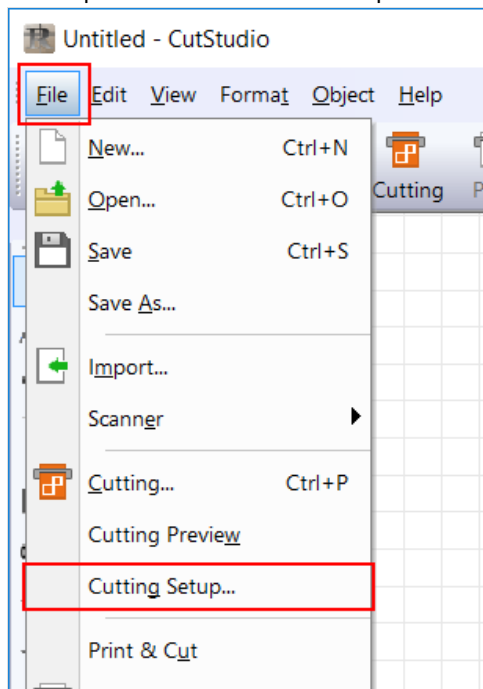 Untitled - CutStudio
File Edit View Format Object Help
New... Ctrl+N
Cutting
Open... Ctrl+O
Save Ctrl+S
Save As...
Import...
Scanner
Cutting... Ctrl+P
Cutting Preview
Cutting Setup...
Print & Cut